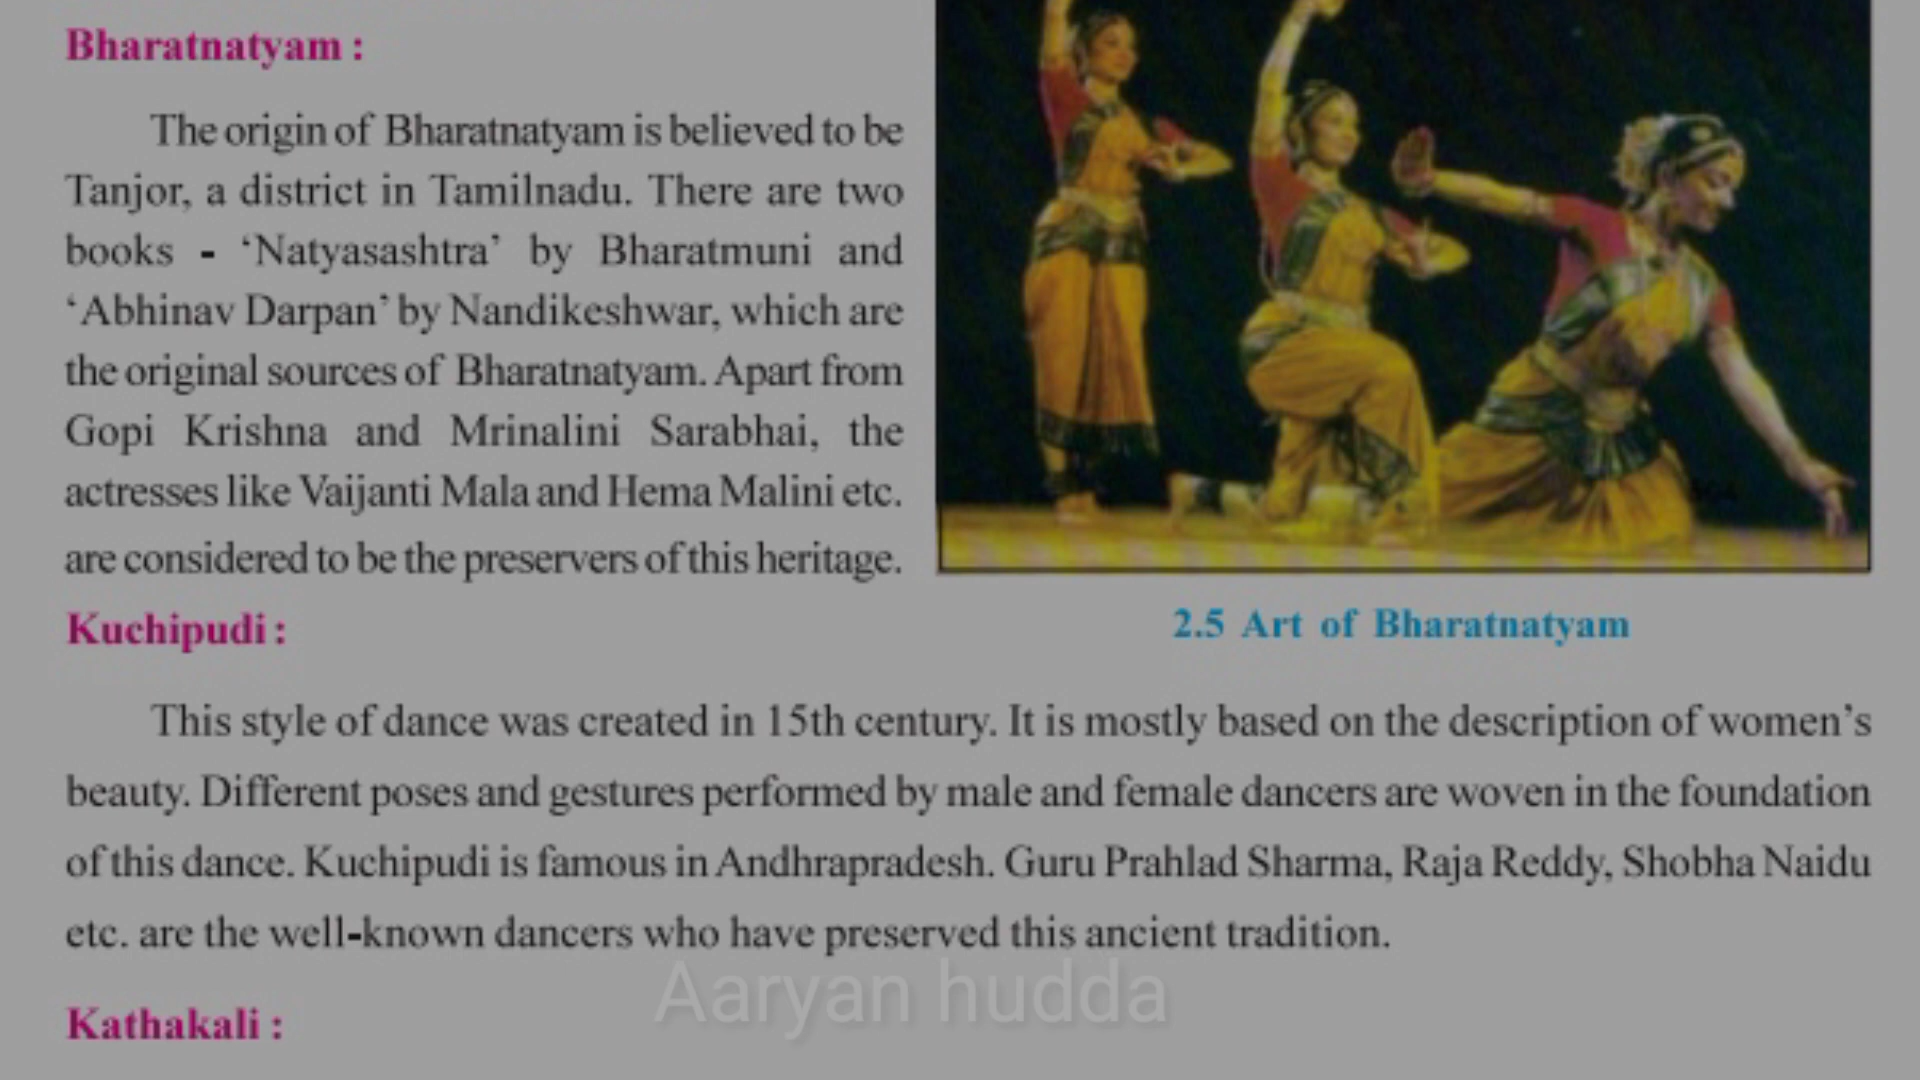 Bharatnatyam :
The origin of Bharatnatyam is believed to be
Tanjor, a district in Tamilnadu. There are two
books - ‘Natyasashtra’ by Bharatmuni and
‘Abhinav Darpan’ by Nandikeshwar, which are
the original sources of Bharatnatyam. Apart from
Gopi Krishna and Mrinalini Sarabhai, the
actresses like Vaijanti Mala and Hema Malini etc.
are considered to be the preservers of this heritage.
2.5 Art of Bharatnatyam
Kuchipudi :
This style of dance was created in 15th century. It is mostly based on the description of women’s
beauty. Different poses and gestures performed by male and female dancers are woven in the foundation
of this dance. Kuchipudi is famous in Andhrapradesh. Guru Prahlad Sharma, Raja Reddy, Shobha Naidu
etc. are the well-known dancers who have preserved this ancient tradition.
Aaryan hudda
Kathakali :